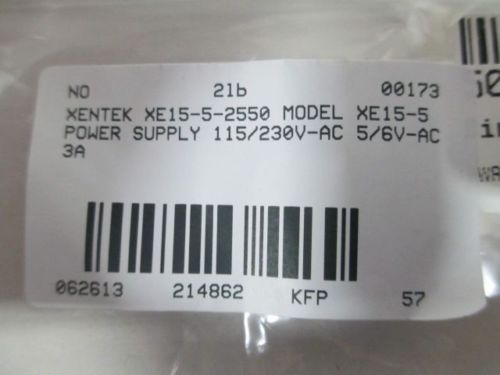 NO 2lb 00173
XENTEK XE15-5-2550 MODEL XE15-5
POWER SUPPLY 115/230V-AC 5/6V-AC
3A
062613 214862 KFP 57